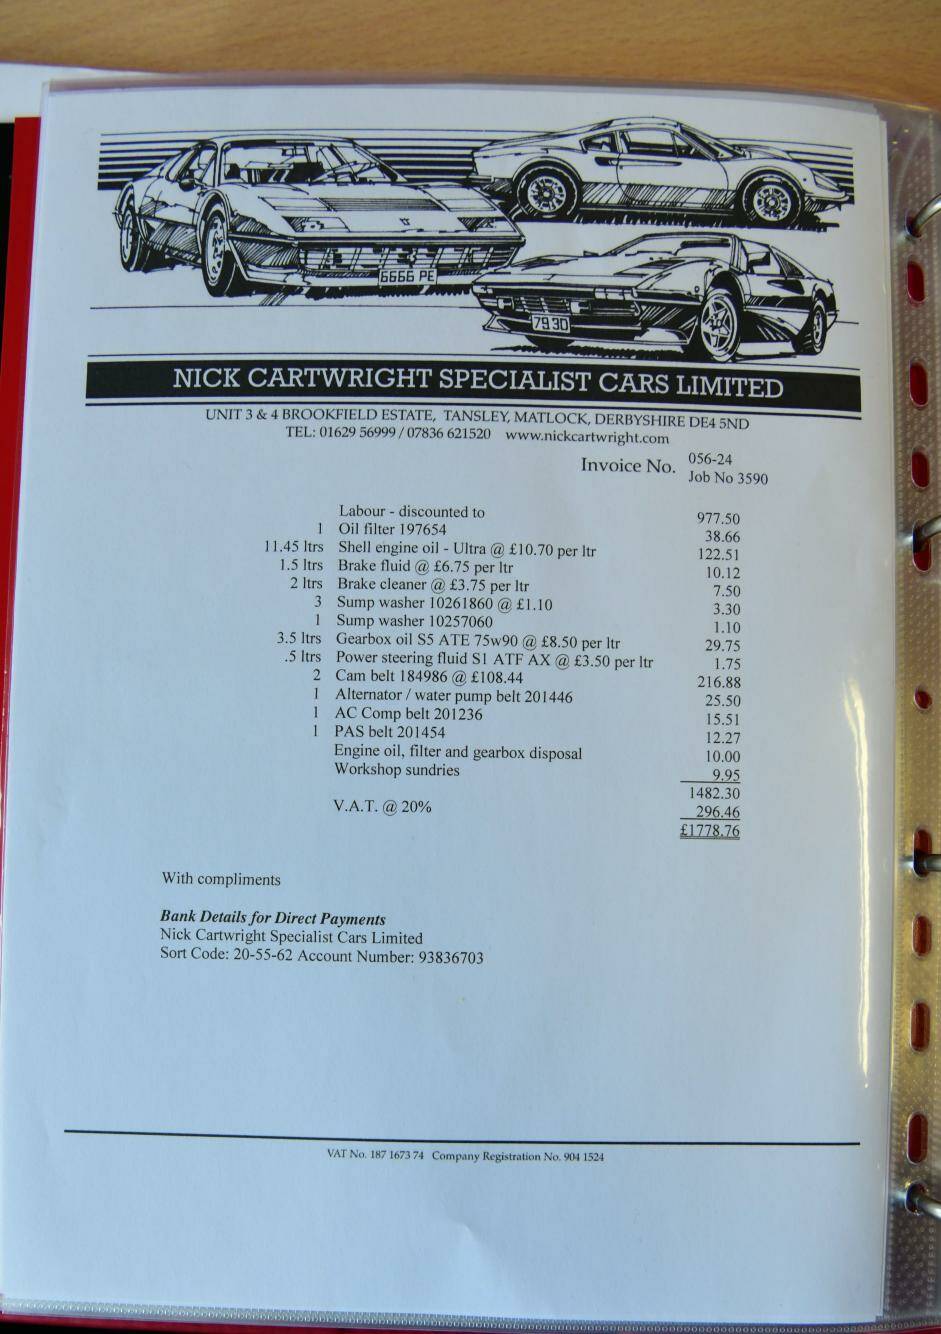 6666 PE
79 3D
NICK CARTWRIGHT SPECIALIST CARS LIMITED
UNIT 3 & 4 BROOKFIELD ESTATE, TANSLEY, MATLOCK, DERBYSHIRE DE4 5ND
TEL: 01629 56999 / 07836 621520 www.nickcartwright.com
Invoice No. 056-24
Job No 3590
Labour - discounted to 977.50
1 Oil filter 197654 38.66
11.45 ltrs Shell engine oil - Ultra @ £10.70 per ltr 122.51
1.5 ltrs Brake fluid @ £6.75 per ltr 10.12
2 ltrs Brake cleaner @ £3.75 per ltr 7.50
3 Sump washer 10261860 @ £1.10 3.30
1 Sump washer 10257060 1.10
3.5 ltrs Gearbox oil S5 ATE 75w90 @ £8.50 per ltr 29.75
.5 ltrs Power steering fluid S1 ATF AX @ £3.50 per ltr 1.75
2 Cam belt 184986 @ £108.44 216.88
1 Alternator / water pump belt 201446 25.50
1 AC Comp belt 201236 15.51
1 PAS belt 201454 12.27
Engine oil, filter and gearbox disposal 10.00
Workshop sundries 9.95
1482.30
V.A.T. @ 20% 296.46
£1778.76
With compliments
Bank Details for Direct Payments
Nick Cartwright Specialist Cars Limited
Sort Code: 20-55-62 Account Number: 93836703
VAT No. 187 1673 74 Company Registration No. 904 1524